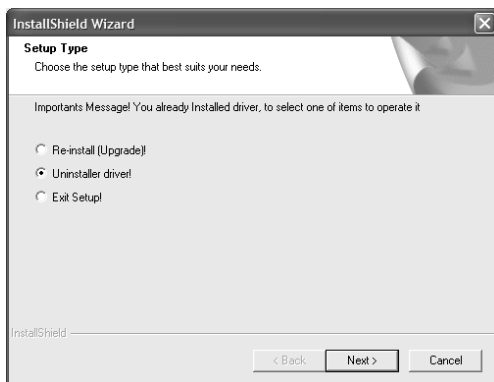 InstallShield Wizard
Setup Type
Choose the setup type that best suits your needs.
Importants Message! You already Installed driver, to select one of items to operate it
Re-install (Upgrade)!
Uninstaller driver!
Exit Setup!
InstallShield
< Back Next > Cancel